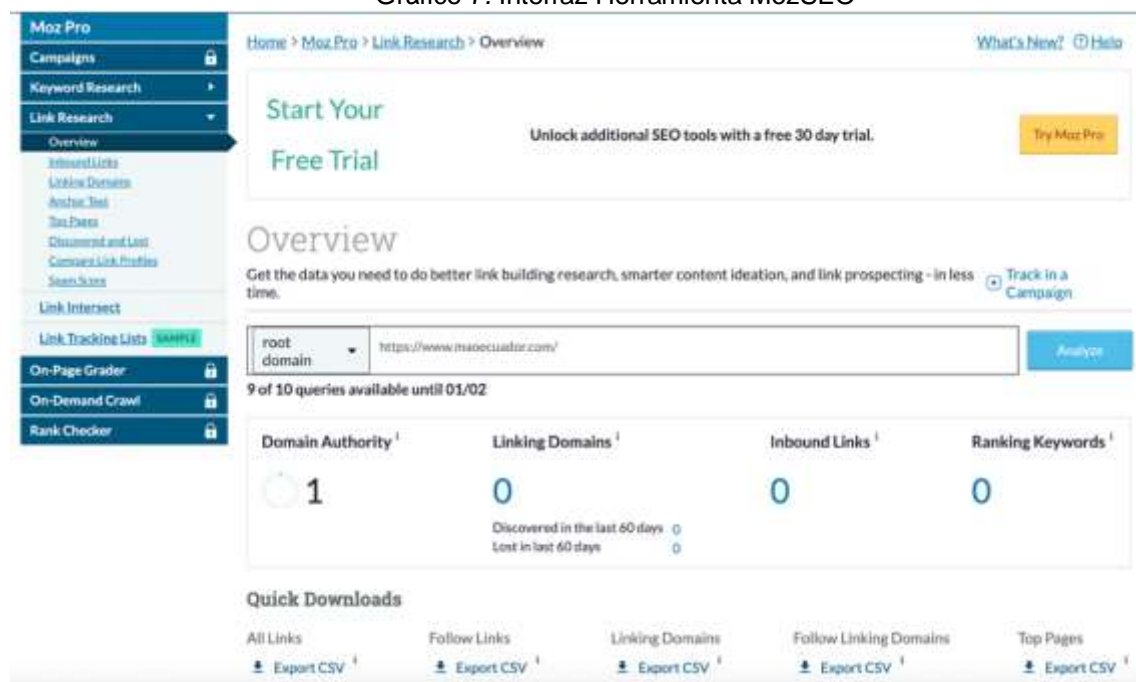 Gráfico 7. Interfaz Herramienta MozSEO
Moz Pro
Campaigns
Keyword Research
Link Research
Overview
Inbound Links
Linking Domains
Anchor Text
Top Pages
Discovered and Lost
Compare Link Profiles
Spam Score
Link Intersect
Link Tracking Lists SAMPLE
On-Page Grader
On-Demand Crawl
Rank Checker
Home > Moz Pro > Link Research > Overview
What's New? Help
Start Your
Free Trial
Unlock additional SEO tools with a free 30 day trial.
Try Moz Pro
Overview
Get the data you need to do better link building research, smarter content ideation, and link prospecting - in less
time.
Track in a
Campaign
root
domain
https://www.maoecuador.com/
Analyze
9 of 10 queries available until 01/02
Domain Authority i
Linking Domains i
Inbound Links i
Ranking Keywords i
1
0
0
0
Discovered in the last 60 days 0
Lost in last 60 days 0
Quick Downloads
All Links
Follow Links
Linking Domains
Follow Linking Domains
Top Pages
Export CSV i
Export CSV i
Export CSV i
Export CSV i
Export CSV i